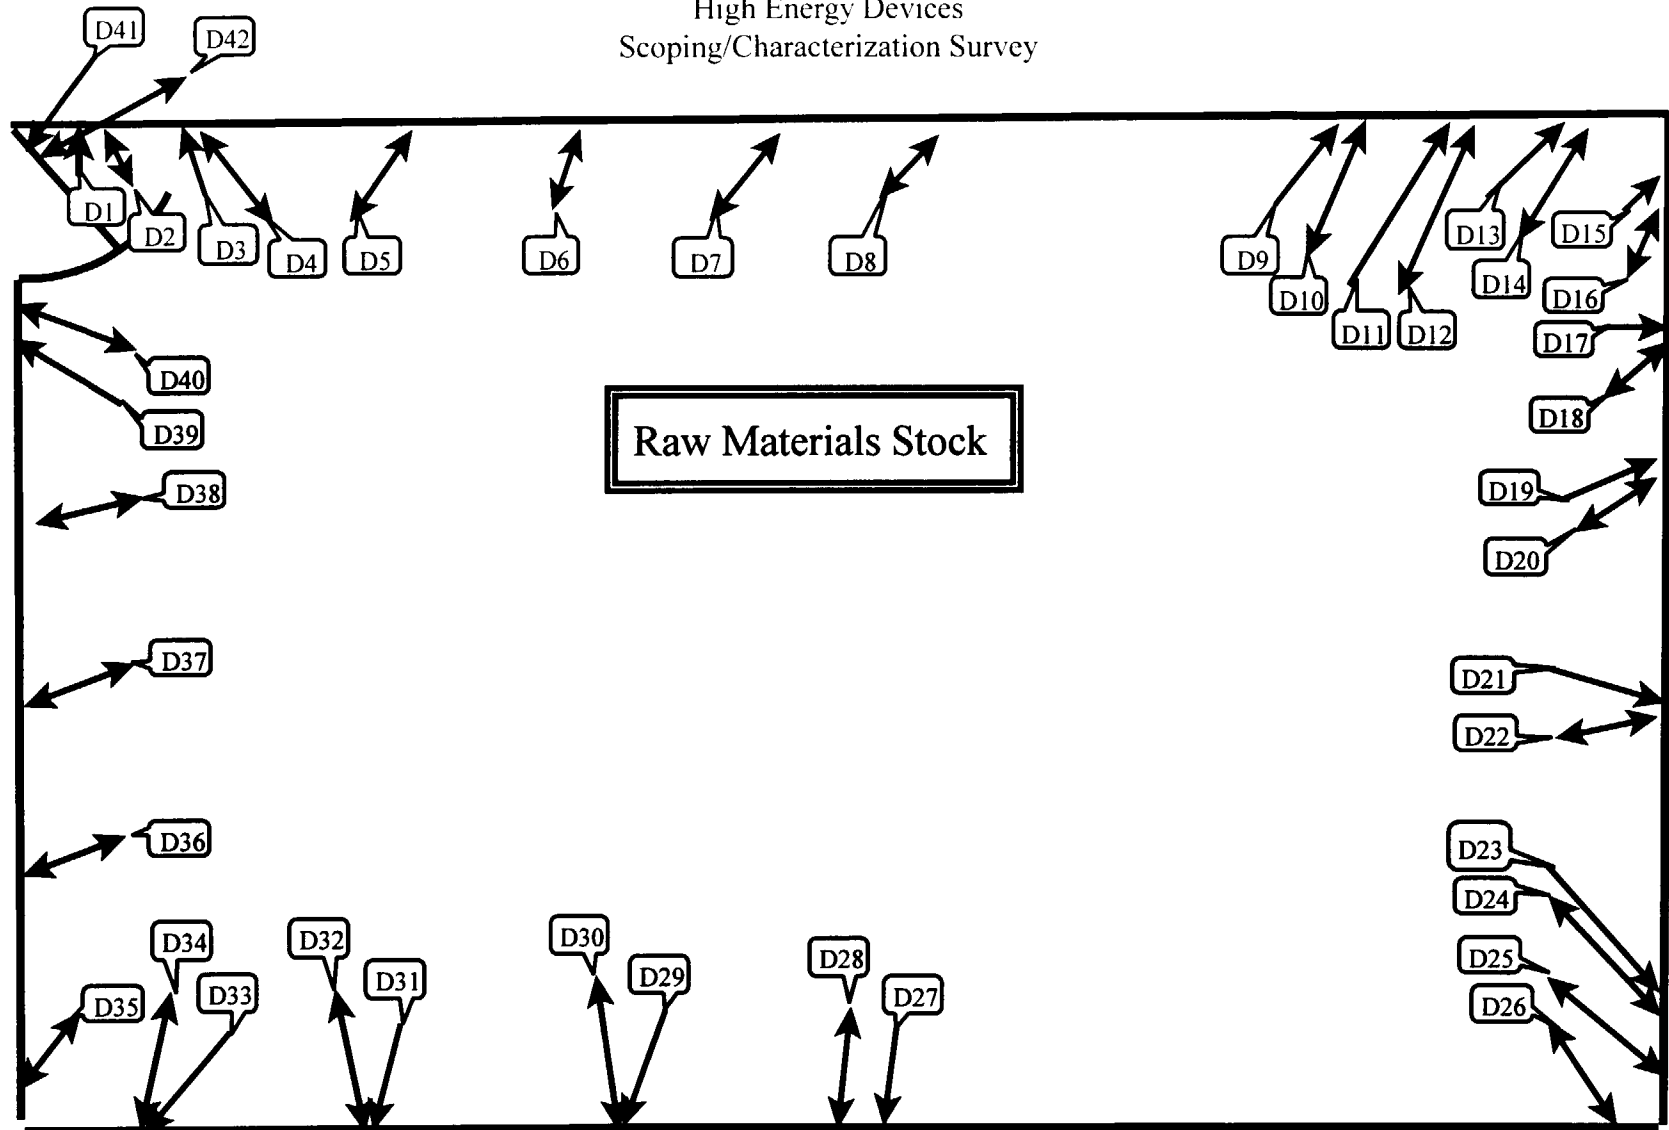 High Energy Devices
Scoping/Characterization Survey
D41
D42
D1
D2
D3
D4
D5
D6
D7
D8
D9
D10
D11
D12
D13
D14
D15
D16
D17
D18
D40
D39
Raw Materials Stock
D38
D19
D20
D37
D21
D22
D36
D23
D24
D25
D26
D34
D33
D35
D32
D31
D30
D29
D28
D27